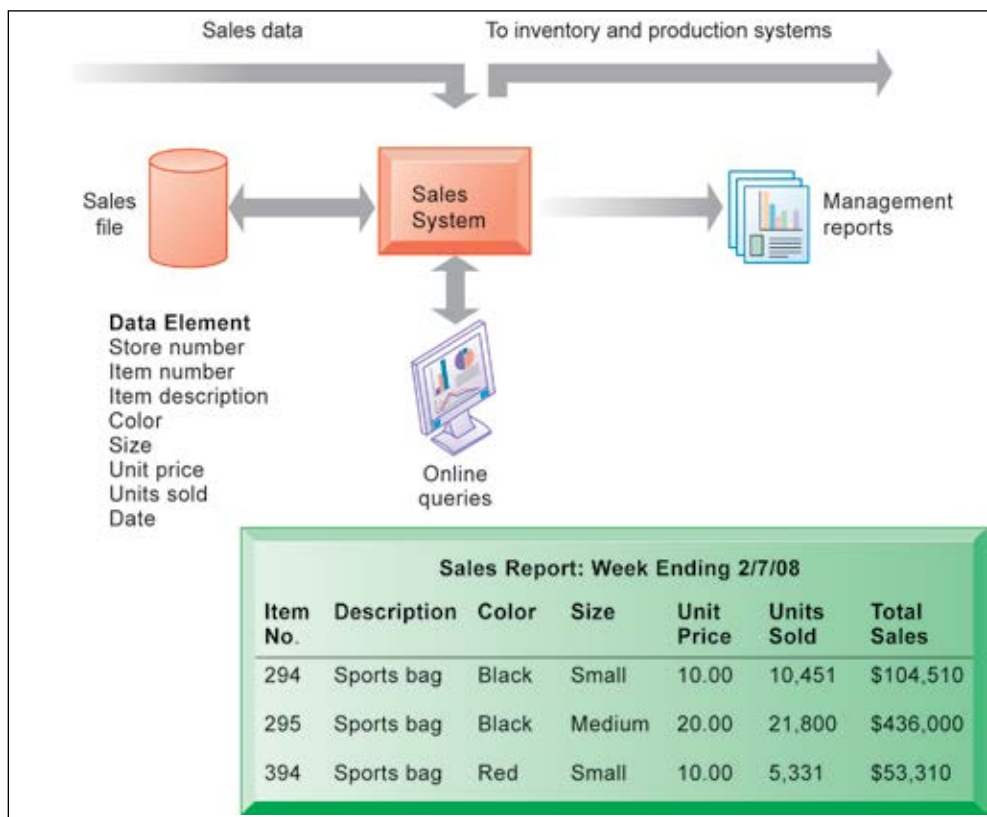 Sales data
To inventory and production systems
Sales
file
Sales
System
Management
reports
Data Element
Store number
Item number
Item description
Color
Size
Unit price
Units sold
Date
Online
queries
Sales Report: Week Ending 2/7/08
Item No. Description Color Size Unit Price Units Sold Total Sales
294 Sports bag Black Small 10.00 10,451 $104,510
295 Sports bag Black Medium 20.00 21,800 $436,000
394 Sports bag Red Small 10.00 5,331 $53,310